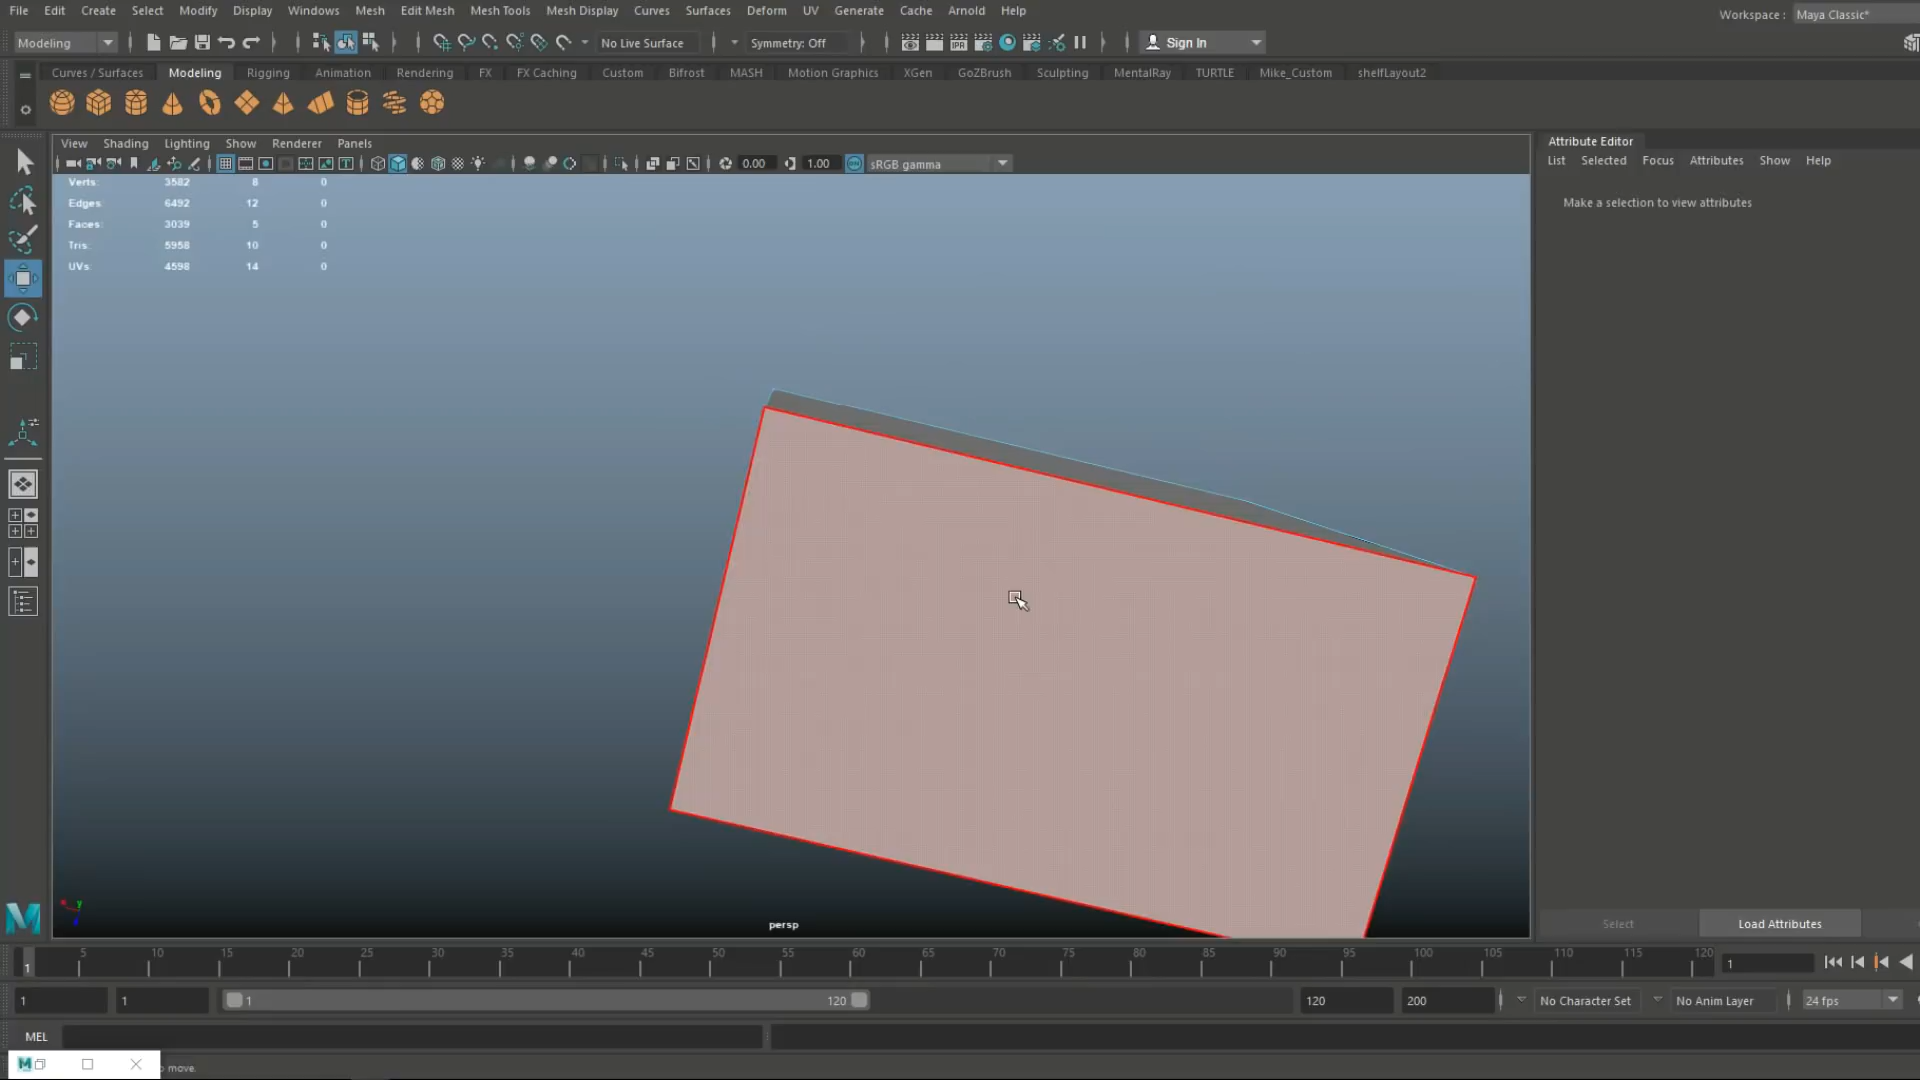 File Edit Create Select Modify Display Windows Mesh Edit Mesh Mesh Tools Mesh Display Curves Surfaces Deform UV Generate Cache Arnold Help
Workspace : Maya Classic*
Modeling No Live Surface Symmetry: Off Sign In
Curves / Surfaces Modeling Rigging Animation Rendering FX FX Caching Custom Bifrost MASH Motion Graphics XGen GoZBrush Sculpting MentalRay TURTLE Mike_Custom shelfLayout2
View Shading Lighting Show Renderer Panels
0.00 1.00 sRGB gamma
Verts: 3582 8 0
Edges: 6492 12 0
Faces: 3039 5 0
Tris: 5958 10 0
UVs: 4598 14 0
persp
Attribute Editor
List Selected Focus Attributes Show Help
Make a selection to view attributes
Select Load Attributes
1 5 10 15 20 25 30 35 40 45 50 55 60 65 70 75 80 85 90 95 100 105 110 115 120 1
1 1 1 120 120 200 No Character Set No Anim Layer 24 fps
MEL
move.